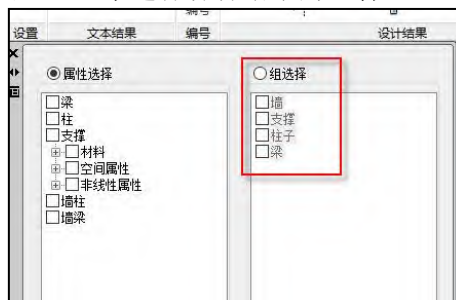 编号
设置 文本结果 编号 设计结果
属性选择
梁
柱
支撑
材料
空间属性
非线性属性
墙柱
墙梁
组选择
墙
支撑
柱子
梁